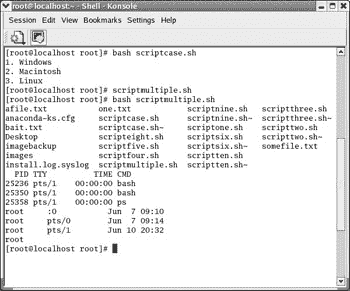 root@localhost:~ - Shell - Konsole
Session Edit View Bookmarks Settings Help
[root@localhost root]# bash scriptcase.sh
1. Windows
2. Macintosh
3. Linux
[root@localhost root]# scriptmultiple.sh
[root@localhost root]# bash scriptmultiple.sh
afile.txt one.txt scriptnine.sh scriptthree.sh
anaconda-ks.cfg scriptcase.sh scriptnine.sh~ scriptthree.sh~
bait.txt scriptcase.sh~ scriptone.sh scripttwo.sh
Desktop scripteight.sh scriptsix.sh scripttwo.sh~
imagebackup scriptfive.sh scriptsix.sh~ somefile.txt
images scriptfour.sh scriptten.sh
install.log.syslog scriptmultiple.sh scriptten.sh~
PID TTY TIME CMD
25236 pts/1 00:00:00 bash
25350 pts/1 00:00:00 bash
25358 pts/1 00:00:00 ps
root :0 Jun 7 09:10
root pts/0 Jun 7 09:14
root pts/1 Jun 10 20:32
root
[root@localhost root]#